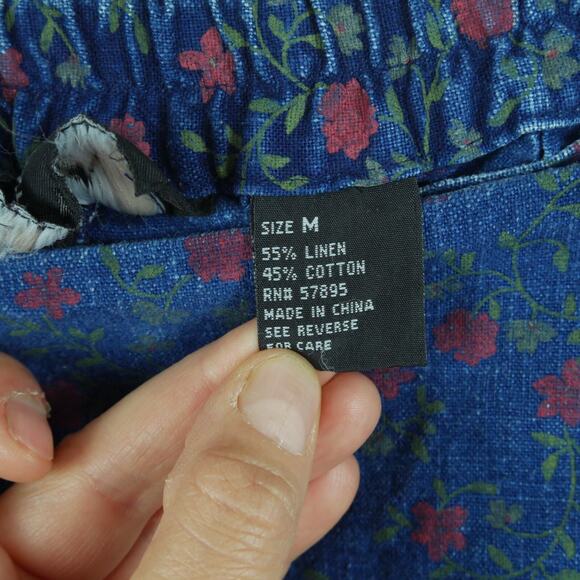 SIZE M
55% LINEN
45% COTTON
RN# 57895
MADE IN CHINA
SEE REVERSE
FOR CARE